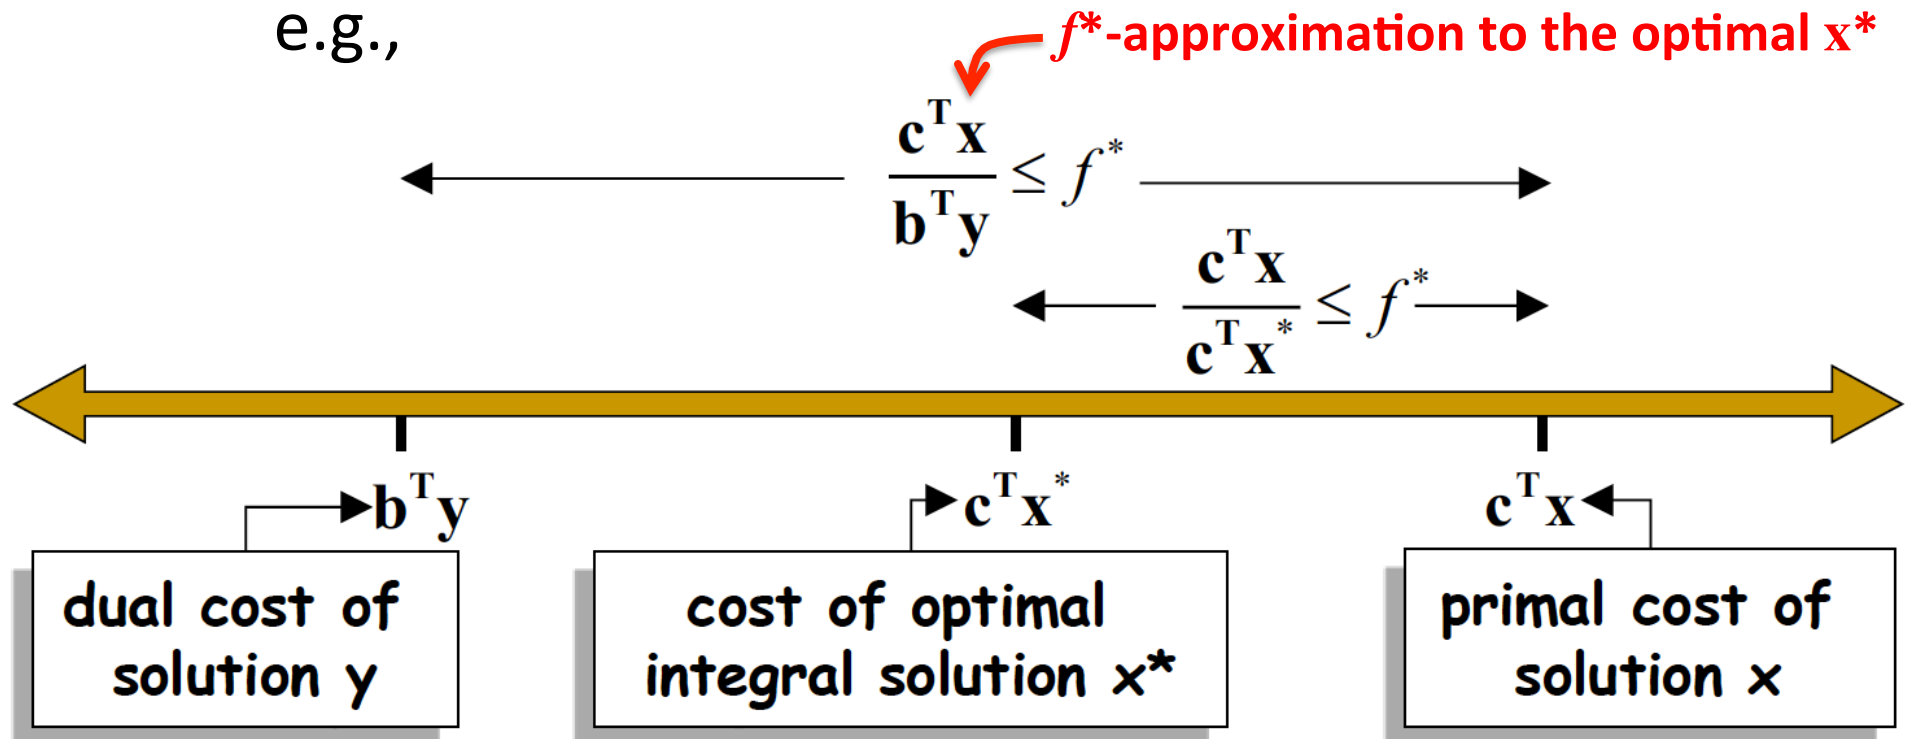 e.g.,
f*-approximation to the optimal x*
c^T x / b^T y ≤ f*
c^T x / c^T x* ≤ f*
b^T y
c^T x*
c^T x
dual cost of
solution y
cost of optimal
integral solution x*
primal cost of
solution x